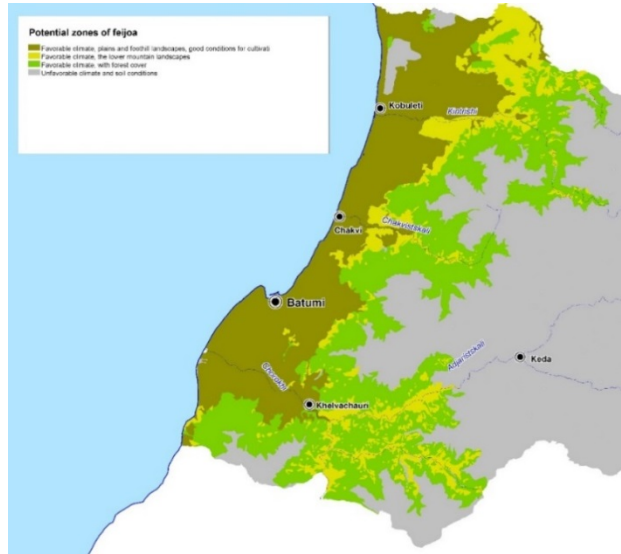 Potential zones of feijoa
Favorable climate, plains and foothill landscapes, good conditions for cultivati
Favorable climate, the lower mountain landscapes
Favorable climate, with forest cover
Unfavorable climate and soil conditions
Kobuleti
Kintrishi
Chakvi
Chakvistskali
Batumi
Adjaristskali
Keda
Chorokhi
Khelvachauri